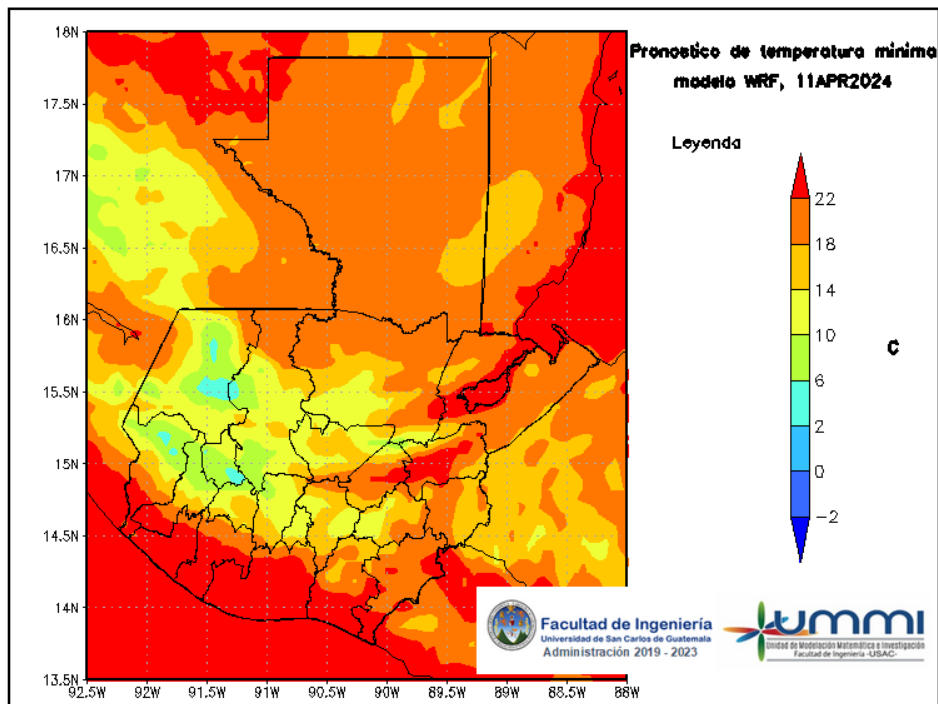 Pronostico de temperatura minima
modelo WRF, 11APR2024
Leyenda
22
18
14
10
6
2
0
−2
C
18N
17.5N
17N
16.5N
16N
15.5N
15N
14.5N
14N
13.5N
92.5W
92W
91.5W
91W
90.5W
90W
89.5W
89W
88.5W
88W
Facultad de Ingeniería
Universidad de San Carlos de Guatemala
Administración 2019 - 2023
UMMI
Unidad de Modelación Matemática e Investigación
Facultad de Ingeniería -USAC-